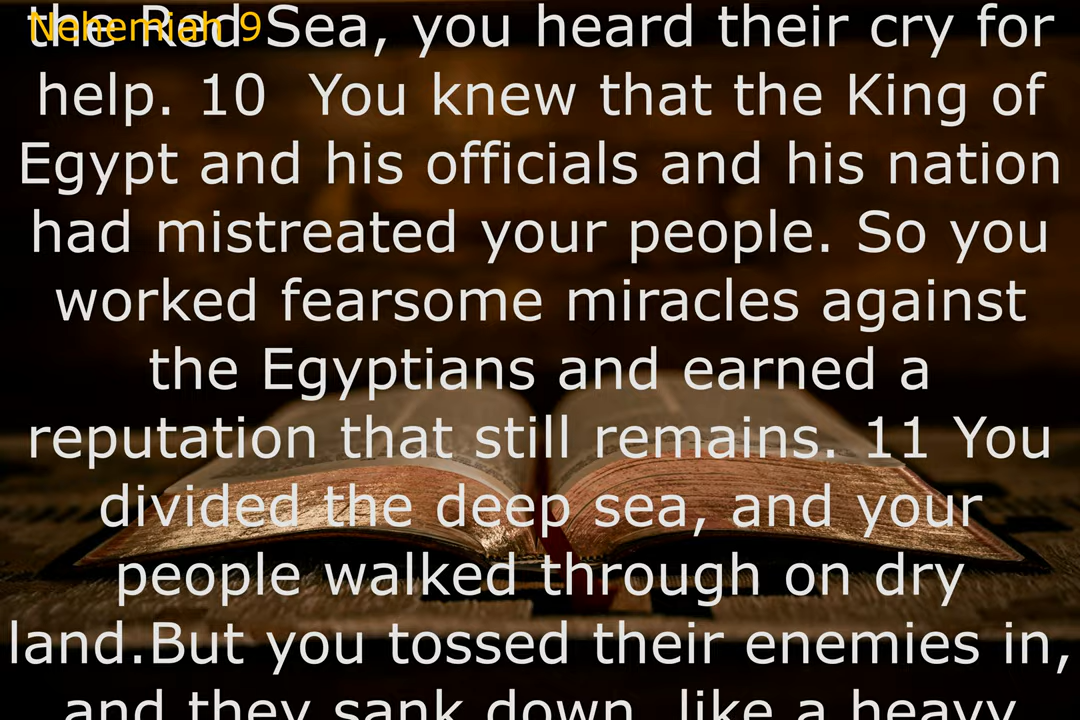 Nehemiah 9
the Red Sea, you heard their cry for
help. 10 You knew that the King of
Egypt and his officials and his nation
had mistreated your people. So you
worked fearsome miracles against
the Egyptians and earned a
reputation that still remains. 11 You
divided the deep sea, and your
people walked through on dry
land.But you tossed their enemies in,
and they sank down, like a heavy